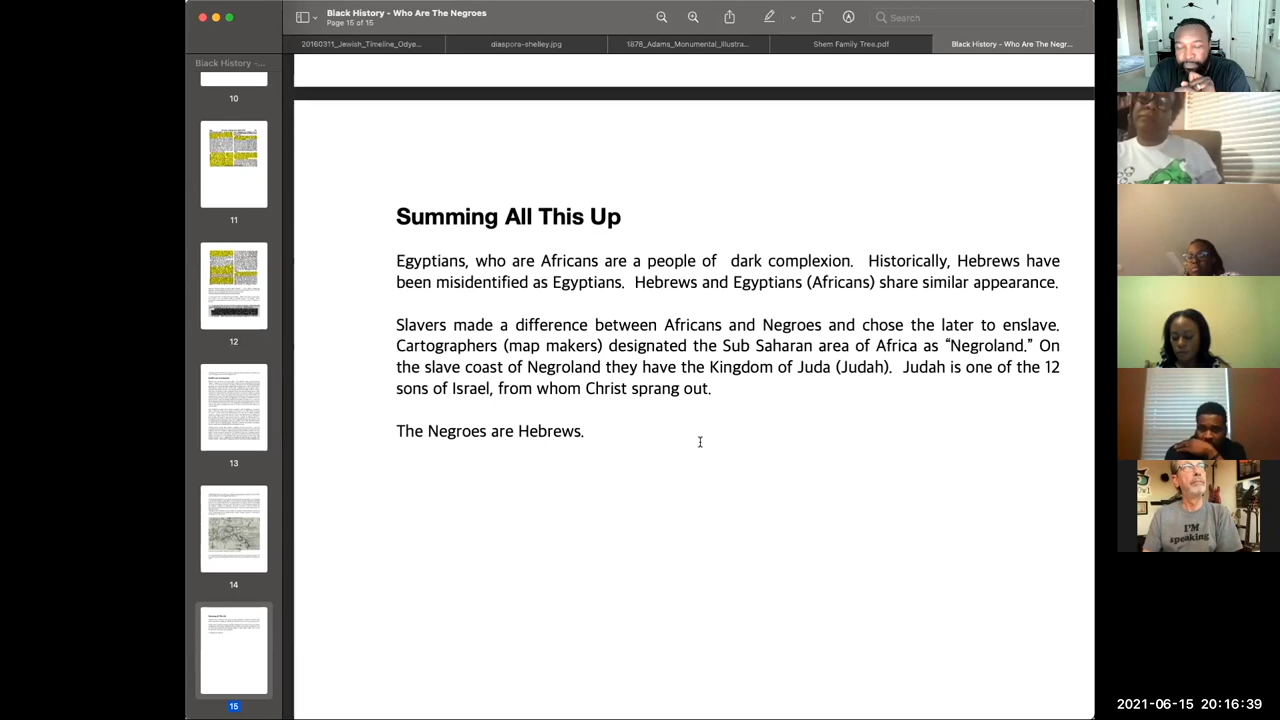 Black History - Who Are The Negroes
Page 15 of 15
Search
20160311_Jewish_Timeline_Odye...
diaspora-shelley.jpg
1878_Adams_Monumental_Illustra...
Shem Family Tree.pdf
Black History - Who Are The Negr...
Black History -...
10
11
12
13
14
15
Summing All This Up
Egyptians, who are Africans are a people of dark complexion. Historically, Hebrews have
been misidentified as Egyptians. Hebrews and Egyptians (Africans) share similar appearance.
Slavers made a difference between Africans and Negroes and chose the later to enslave.
Cartographers (map makers) designated the Sub Saharan area of Africa as “Negroland.” On
the slave coast of Negroland they have the Kingdom of Juda (Judah). Judah is one of the 12
sons of Israel, from whom Christ sprang out.
The Negroes are Hebrews.
I'M
speaking
2021-06-15 20:16:39